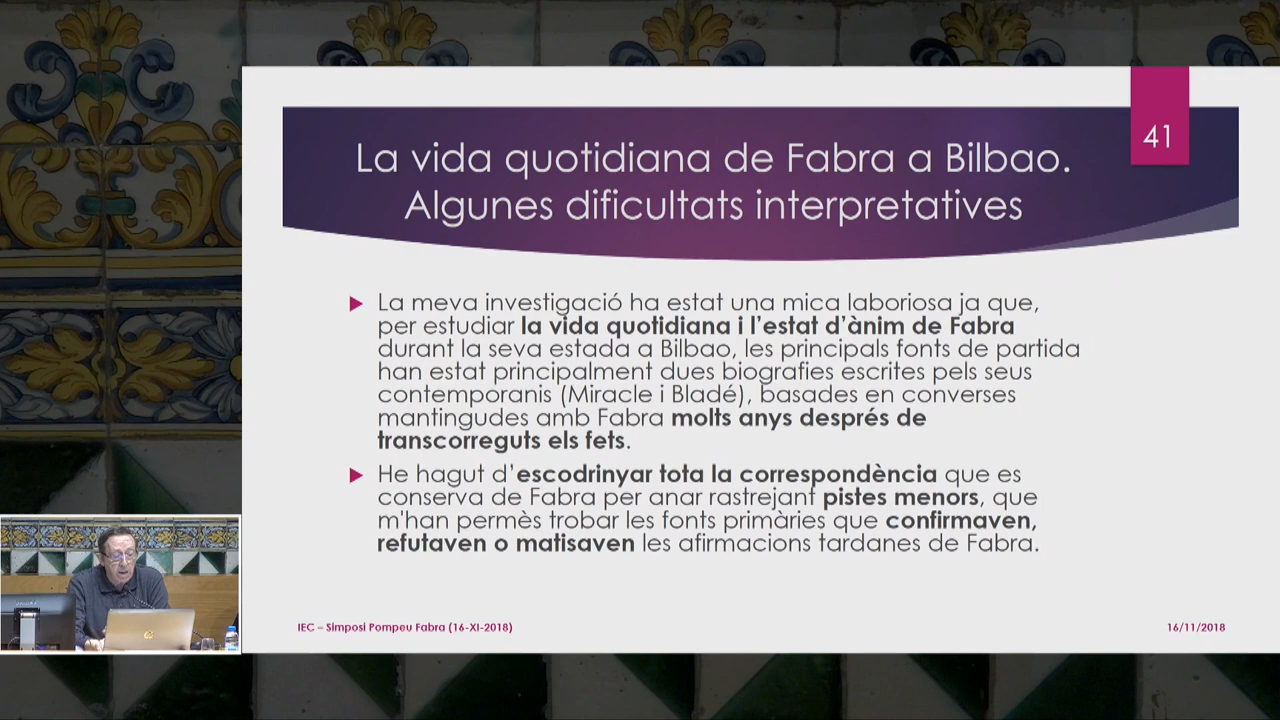 41
La vida quotidiana de Fabra a Bilbao.
Algunes dificultats interpretatives
La meva investigació ha estat una mica laboriosa ja que,
per estudiar la vida quotidiana i l’estat d’ànim de Fabra
durant la seva estada a Bilbao, les principals fonts de partida
han estat principalment dues biografies escrites pels seus
contemporanis (Miracle i Bladé), basades en converses
mantingudes amb Fabra molts anys després de
transcorreguts els fets.
He hagut d’escodrinyar tota la correspondència que es
conserva de Fabra per anar rastrejant pistes menors, que
m'han permès trobar les fonts primàries que confirmaven,
refutaven o matisaven les afirmacions tardanes de Fabra.
IEC – Simposi Pompeu Fabra (16-XI-2018)
16/11/2018